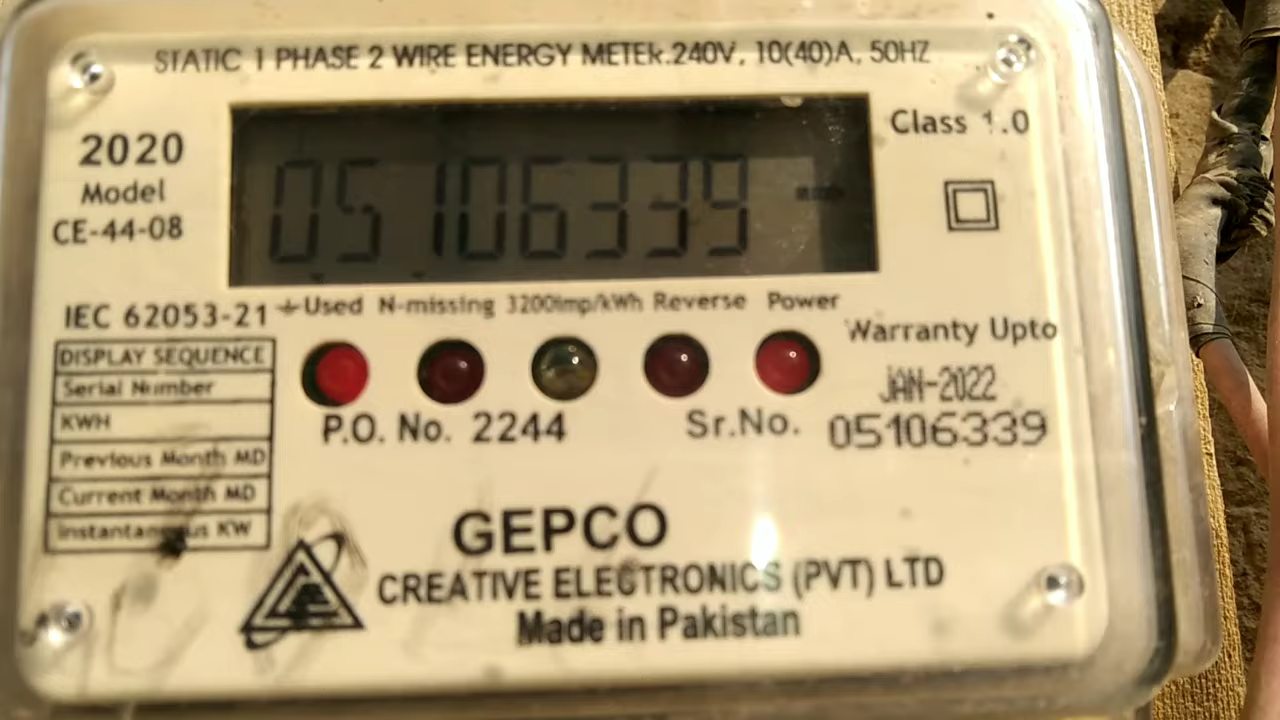 STATIC 1 PHASE 2 WIRE ENERGY METER.240V, 10(40)A, 50HZ
2020
Model
CE-44-08
05106339
Class 1.0
IEC 62053-21
Used N-missing 3200imp/kWh Reverse Power
Warranty Upto
JAN-2022
DISPLAY SEQUENCE
Serial Number
KWH
Previous Month MD
Current Month MD
Instantaneous KW
P.O. No. 2244 Sr.No. 05106339
GEPCO
CREATIVE ELECTRONICS (PVT) LTD
Made in Pakistan